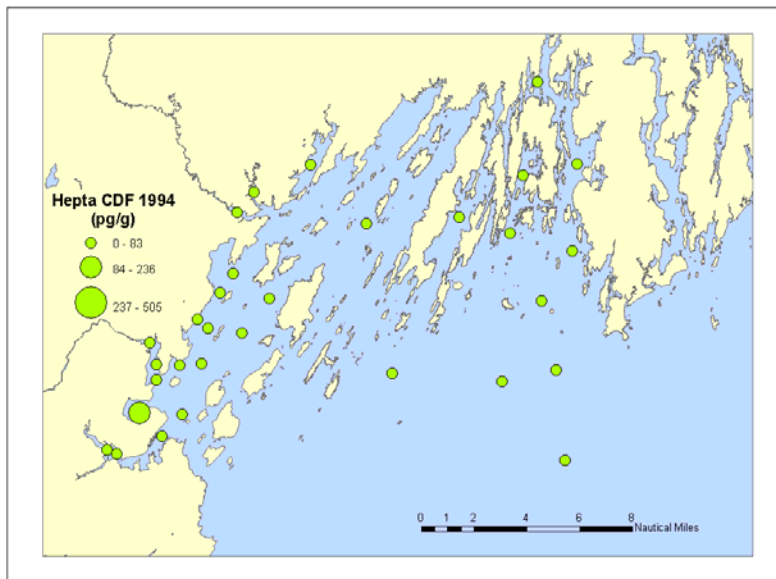 Hepta CDF 1994
(pg/g)
0 - 83
84 - 236
237 - 505
0 1 2 4 6 8
Nautical Miles